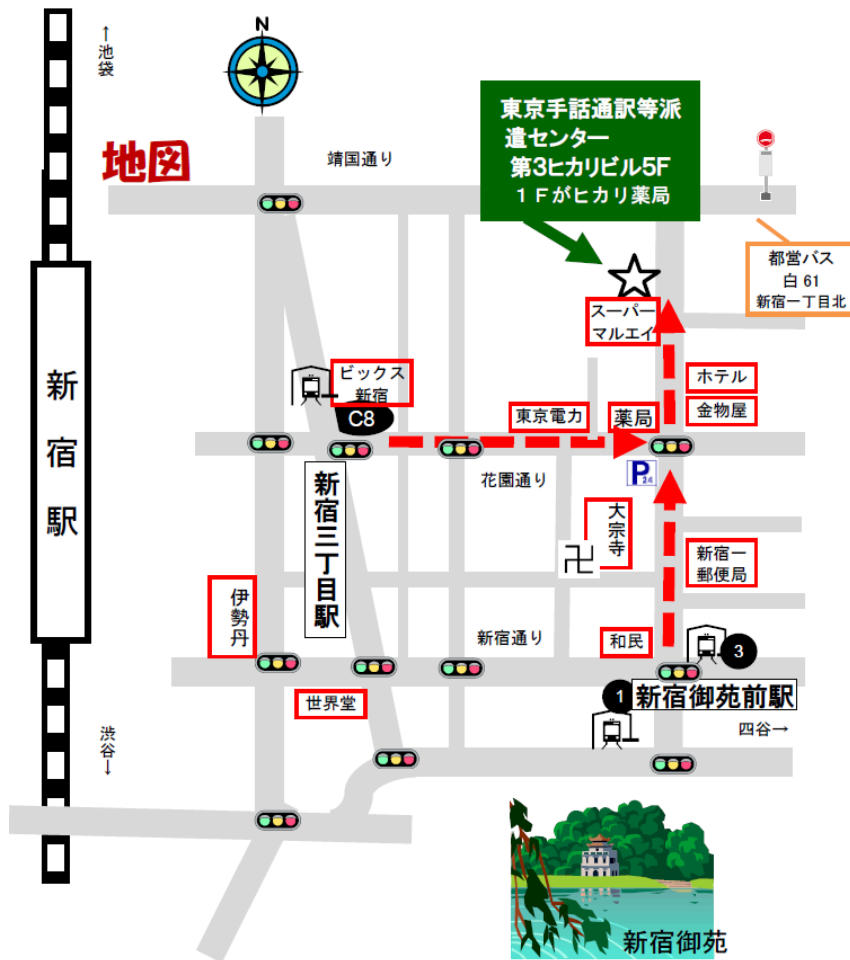 N
↑池袋
地図
靖国通り
東京手話通訳等派
遣センター
第3ヒカリビル5F
１Ｆがヒカリ薬局
都営バス
白 61
新宿一丁目北
スーパー
マルエイ
ビックス
新宿
C8
ホテル
金物屋
東京電力
薬局
新宿駅
花園通り
P
24
新宿三丁目駅
大宗寺
卍
新宿一
郵便局
伊勢丹
新宿通り
和民
3
世界堂
1
新宿御苑前駅
四谷→
渋谷↓
新宿御苑